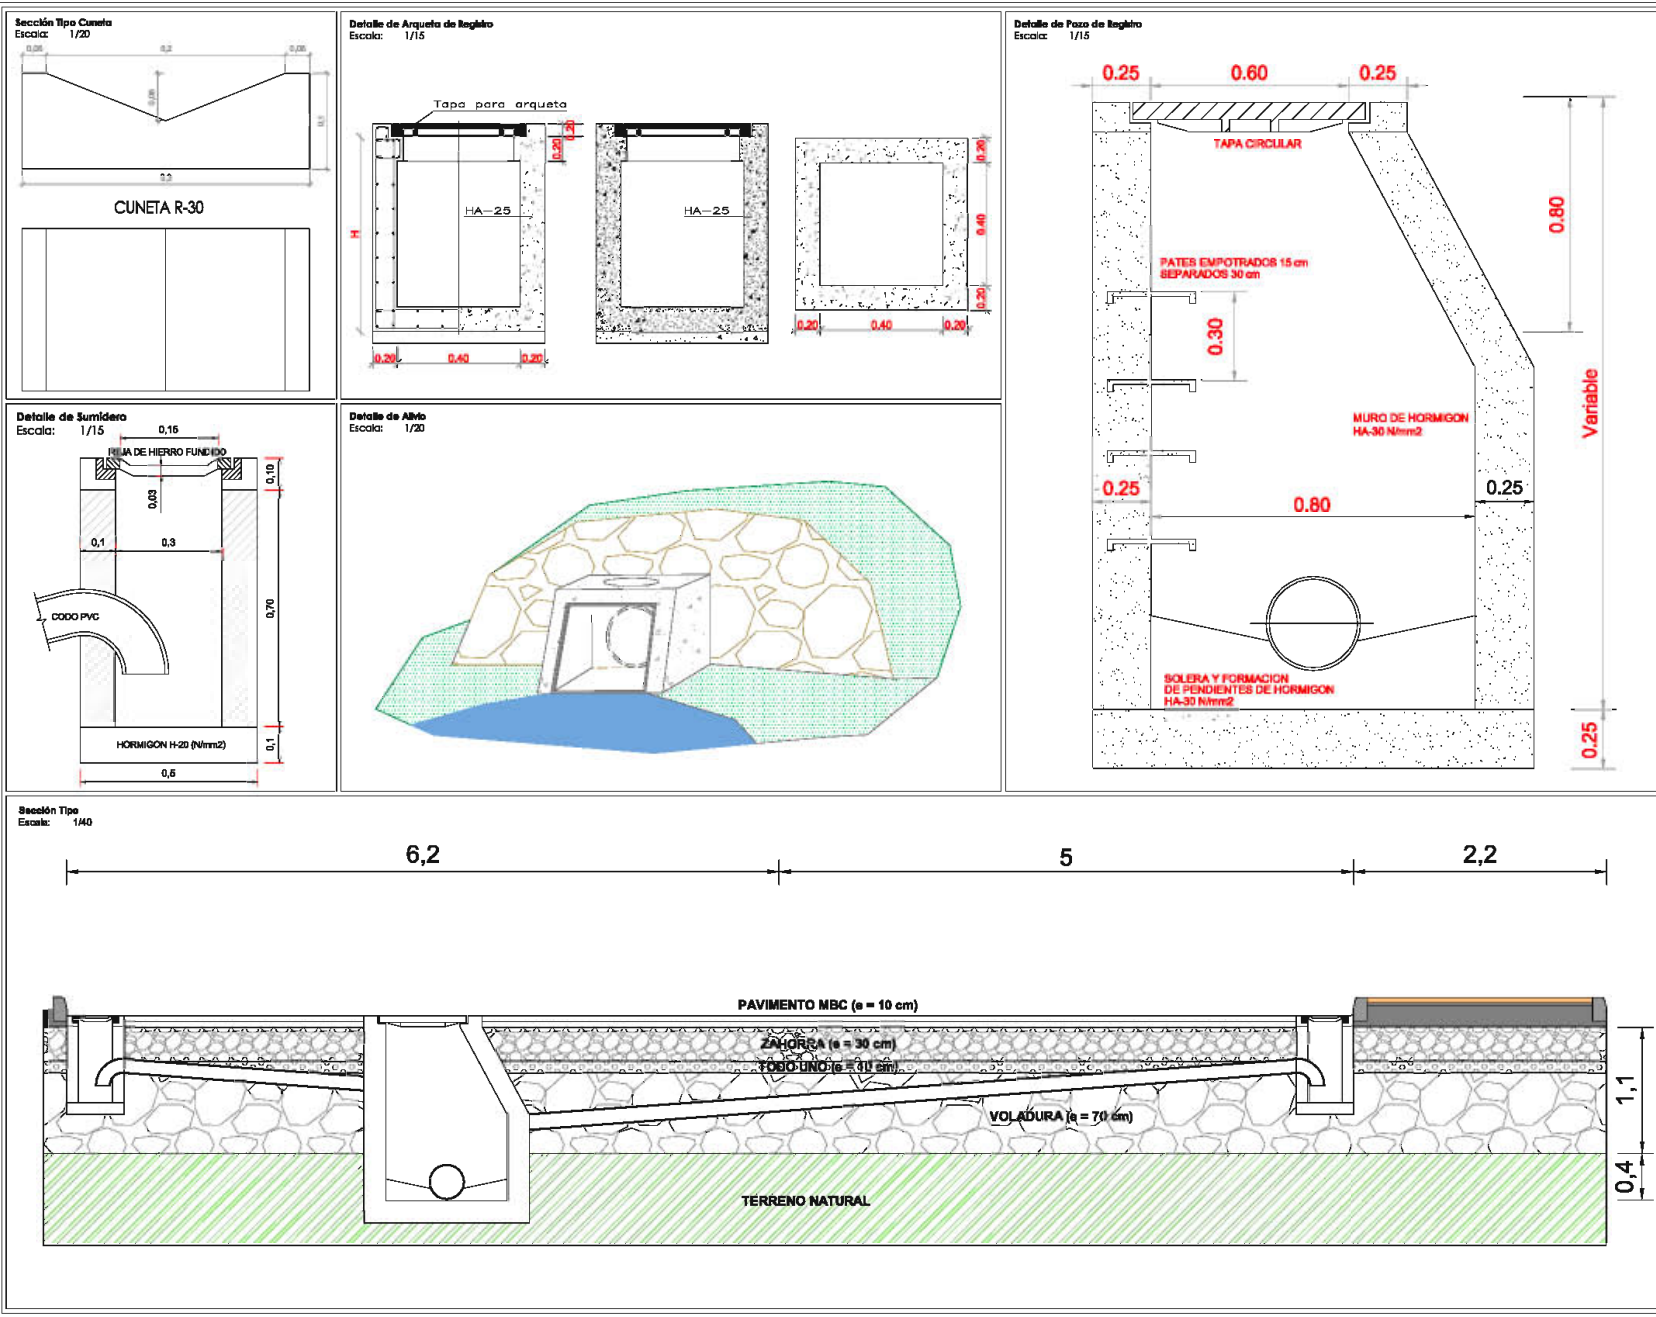 Sección Tipo Cuneta
Escala: 1/20
0,05
0,2
0,05
0,05
0,1
CUNETA R-30
Detalle de Arqueta de Registro
Escala: 1/15
Tapa para arqueta
0.20
0.20
HA-25
H
0.20
0.40
0.20
HA-25
0.20
0.40
0.20
0.20
0.40
0.20
Detalle de Pozo de Registro
Escala: 1/15
0.25
0.60
0.25
TAPA CIRCULAR
0.80
PATES EMPOTRADOS 15 cm
SEPARADOS 30 cm
0.30
Variable
MURO DE HORMIGON
HA-30 N/mm2
0.25
0.80
0.25
SOLERA Y FORMACION
DE PENDIENTES DE HORMIGON
HA-30 N/mm2
0.25
Detalle de Sumidero
Escala: 1/15
0,15
REJA DE HIERRO FUNDIDO
0,10
0,03
0,1
0,3
0,70
CODO PVC
HORMIGON H-20 (N/mm2)
0,1
0,5
Detalle de Alivio
Escala: 1/20
Sección Tipo
Escala: 1/40
6,2
5
2,2
PAVIMENTO MBC (e = 10 cm)
ZAHORRA (e = 30 cm)
TODO UNO (e = 10 cm)
VOLADURA (e = 70 cm)
1,1
0,4
TERRENO NATURAL